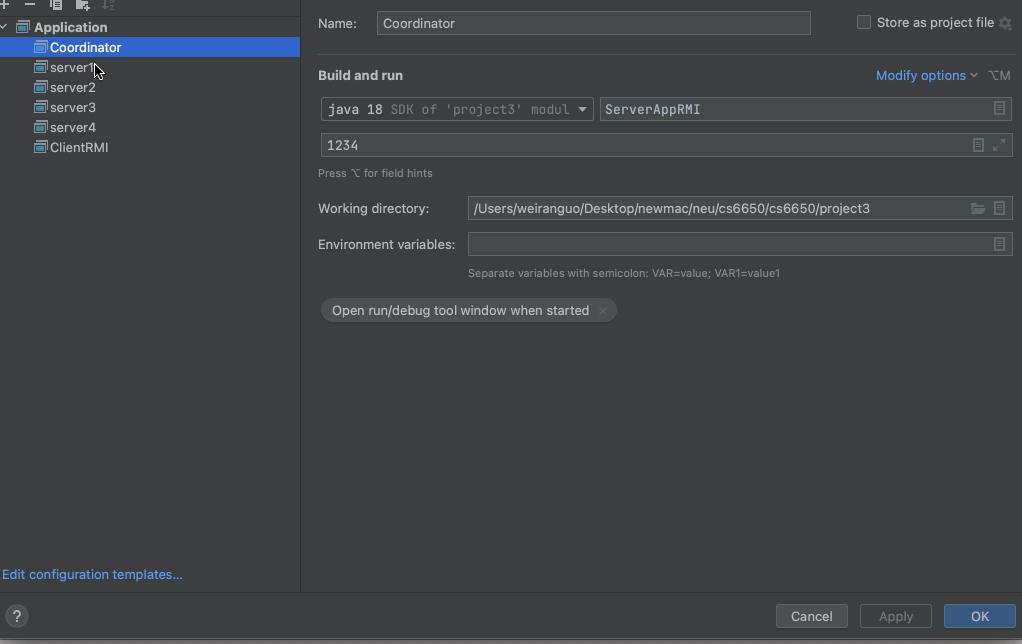 Application
Coordinator
server1
server2
server3
server4
ClientRMI
Edit configuration templates...
Name: Coordinator Store as project file
Build and run Modify options ⌥M
java 18 SDK of 'project3' modul ServerAppRMI
1234
Press ⌥ for field hints
Working directory: /Users/weiranguo/Desktop/newmac/neu/cs6650/cs6650/project3
Environment variables:
Separate variables with semicolon: VAR=value; VAR1=value1
Open run/debug tool window when started ×
? Cancel Apply OK